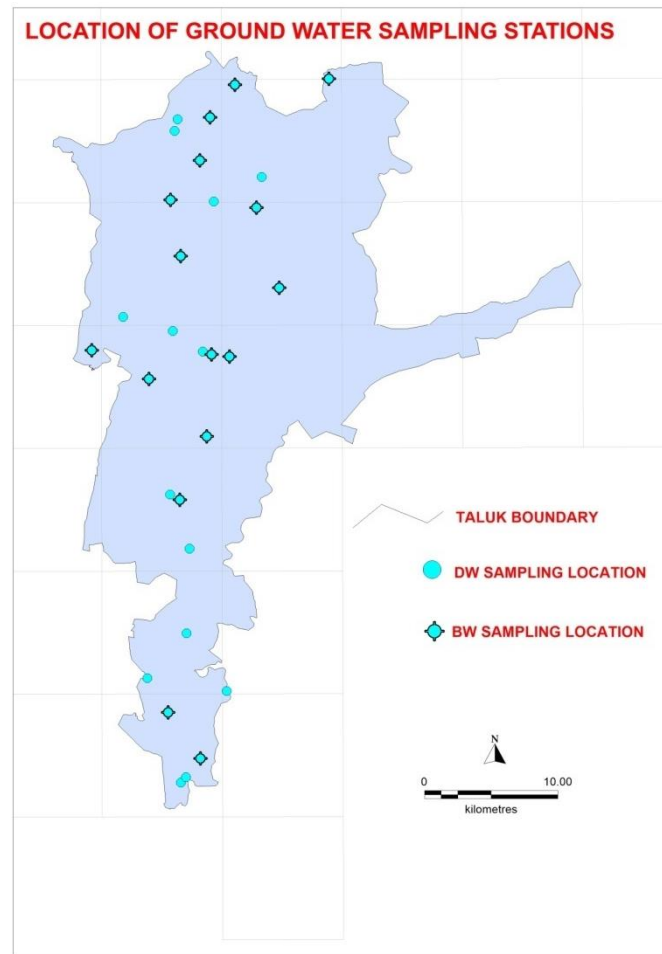 LOCATION OF GROUND WATER SAMPLING STATIONS
TALUK BOUNDARY
DW SAMPLING LOCATION
BW SAMPLING LOCATION
N
0 10.00
kilometres